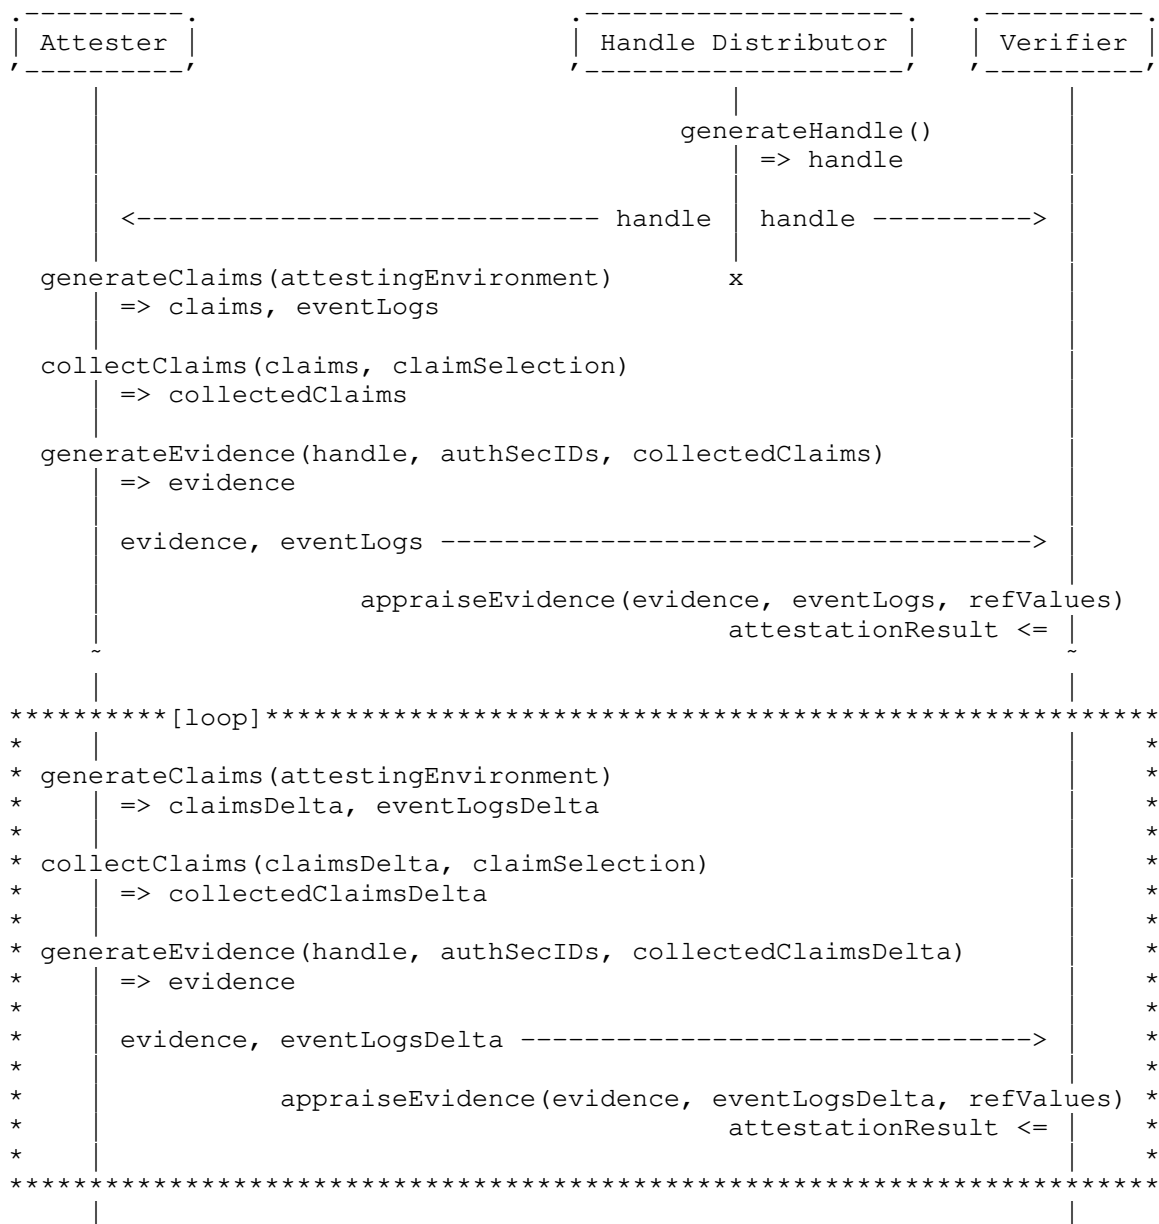 Attester Handle Distributor Verifier
generateHandle()
=> handle
<----------------------------- handle | handle ---------->
generateClaims(attestingEnvironment) x
=> claims, eventLogs
collectClaims(claims, claimSelection)
=> collectedClaims
generateEvidence(handle, authSecIDs, collectedClaims)
=> evidence
evidence, eventLogs ------------------------------------->
appraiseEvidence(evidence, eventLogs, refValues)
attestationResult <=
~ ~
**********[loop]********************************************************
generateClaims(attestingEnvironment)
=> claimsDelta, eventLogsDelta
collectClaims(claimsDelta, claimSelection)
=> collectedClaimsDelta
generateEvidence(handle, authSecIDs, collectedClaimsDelta)
=> evidence
evidence, eventLogsDelta -------------------------------->
appraiseEvidence(evidence, eventLogsDelta, refValues)
attestationResult <=